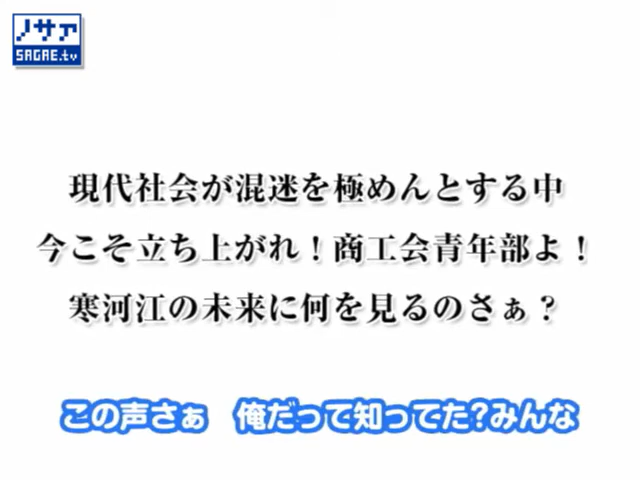 ノサァ
SAGAE.tv
現代社会が混迷を極めんとする中
今こそ立ち上がれ！商工会青年部よ！
寒河江の未来に何を見るのさぁ？
この声さぁ　俺だって知ってた?みんな